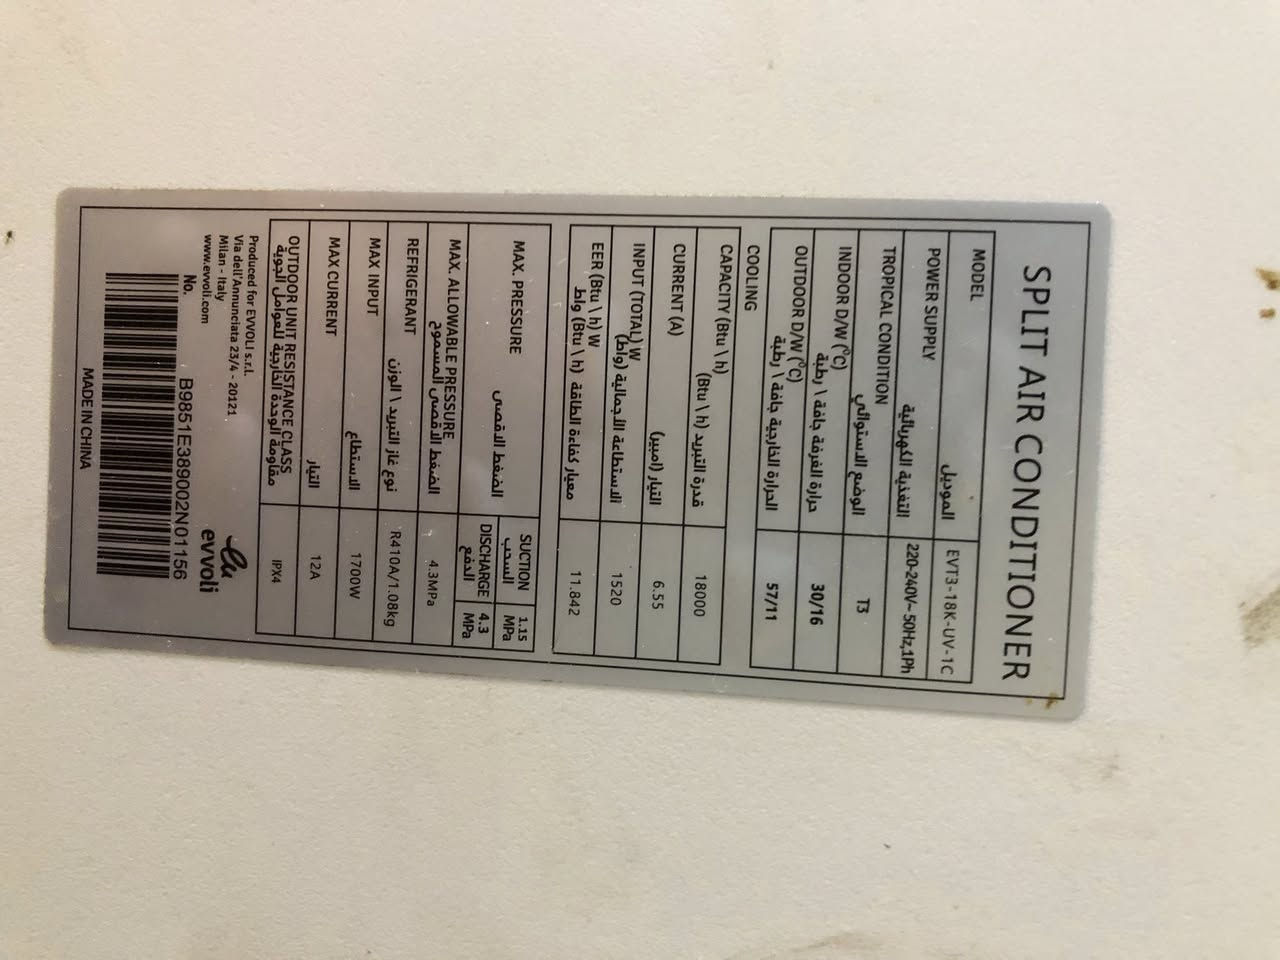 SPLIT AIR CONDITIONER
MODEL الموديل EVT3-18K-UV-1C
POWER SUPPLY التغذية الكهربائية 220-240V~ 50Hz,1Ph
TROPICAL CONDITION الوضع الاستوائي T3
INDOOR D/W (°C) حرارة الغرفة جافة \ رطبة 30/16
OUTDOOR D/W (°C) الحرارة الخارجية جافة \ رطبة 57/11
COOLING
CAPACITY (Btu \ h) قدرة التبريد (Btu \ h) 18000
CURRENT (A) التيار (امبير) 6.55
INPUT (TOTAL) W الاستطاعة الاجمالية (واط) 1520
EER (Btu \ h) W معيار كفاءة الطاقة (Btu \ h) واط 11.842
MAX. PRESSURE الضغط الاقصى
SUCTION السحب 1.15 MPa
DISCHARGE الدفع 4.3 MPa
MAX. ALLOWABLE PRESSURE الضغط الاقصى المسموح 4.3MPa
REFRIGERANT نوع غاز التبريد \ الوزن R410A/1.08kg
MAX INPUT الاستطاع 1700W
MAX CURRENT التيار 12A
OUTDOOR UNIT RESISTANCE CLASS مقاومة الوحدة الخارجية للعوامل الجوية IPX4
Produced for EVVOLI s.r.l.
Via dell'Annunciata 23/4 - 20121
Milan - Italy
www.evvoli.com
evvoli
No. B9851E389002N01156
MADE IN CHINA